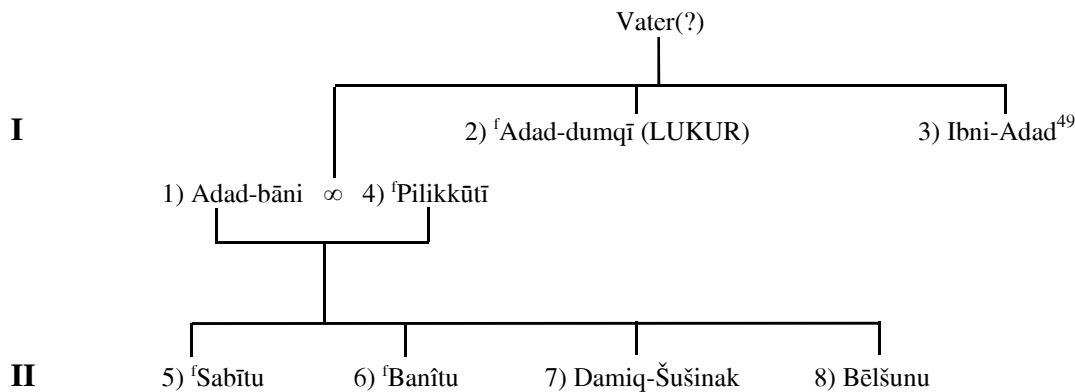 Vater(?)
I
2) ᶠAdad-dumqī (LUKUR) 3) Ibni-Adad⁴⁹
1) Adad-bāni ∞ 4) ᶠPilikkūtī
II 5) ᶠSabītu 6) ᶠBanîtu 7) Damiq-Šušinak 8) Bēlšunu